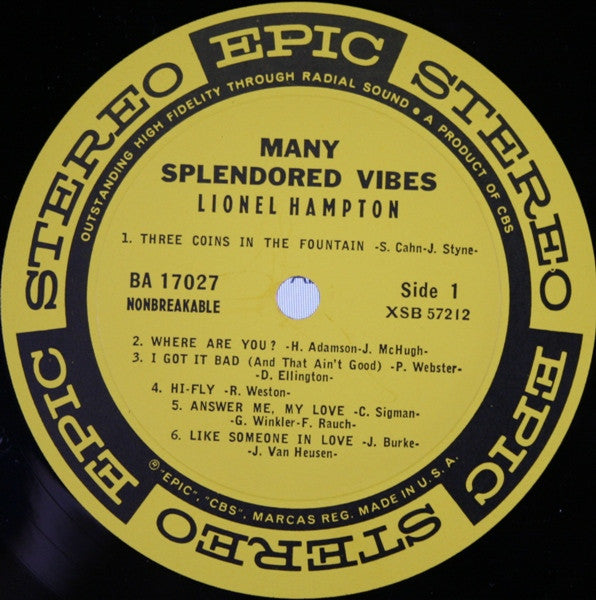 EPIC
STEREO
STEREO
EPIC
EPIC
STEREO
OUTSTANDING HIGH FIDELITY THROUGH RADIAL SOUND • A PRODUCT OF CBS
MANY
SPLENDORED VIBES
LIONEL HAMPTON
1. THREE COINS IN THE FOUNTAIN -S. Cahn-J. Styne-
BA 17027
NONBREAKABLE
Side 1
XSB 57212
2. WHERE ARE YOU? -H. Adamson-J. McHugh-
3. I GOT IT BAD (And That Ain't Good) -P. Webster-
-D. Ellington-
4. HI-FLY -R. Weston-
5. ANSWER ME, MY LOVE -C. Sigman-
-G. Winkler-F. Rauch-
6. LIKE SOMEONE IN LOVE -J. Burke-
-J. Van Heusen-
® "EPIC", "CBS", MARCAS REG. MADE IN U.S.A.